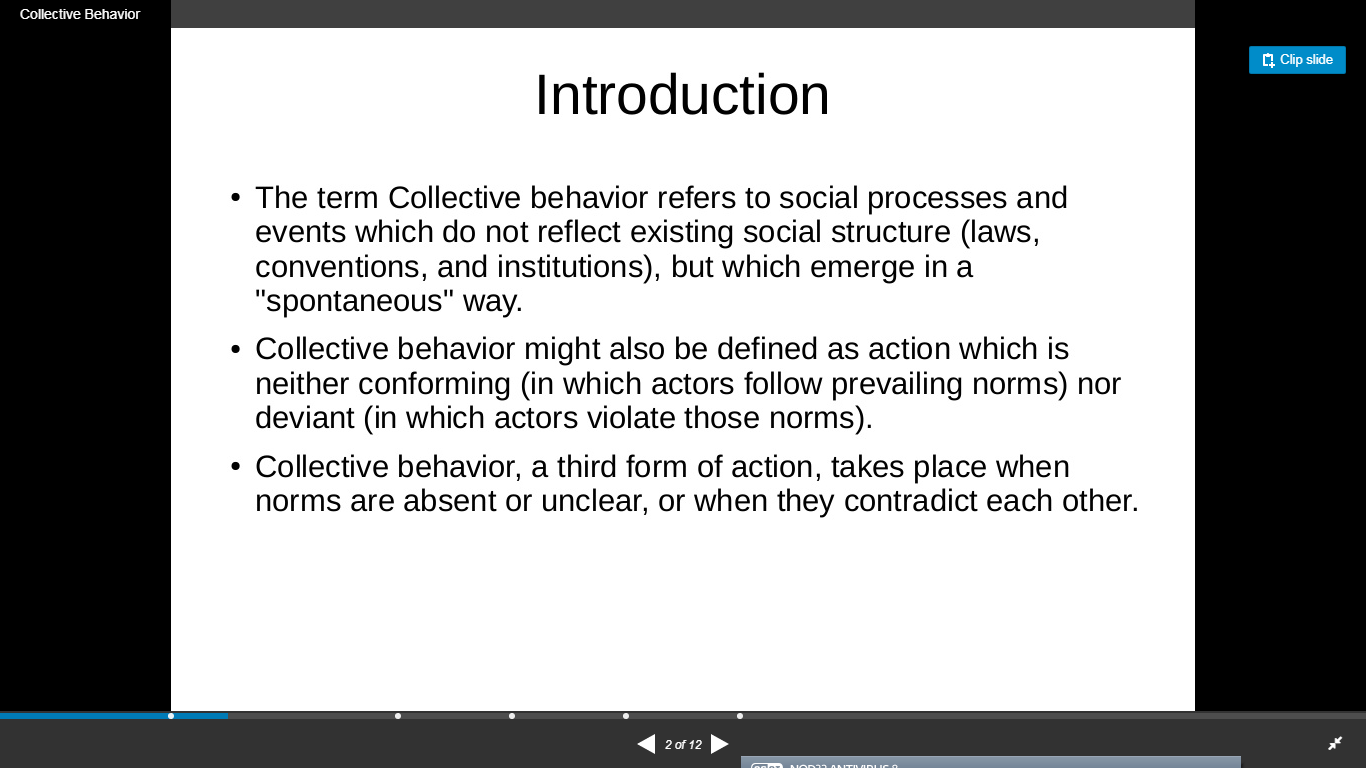 Collective Behavior
Clip slide
Introduction
• The term Collective behavior refers to social processes and
events which do not reflect existing social structure (laws,
conventions, and institutions), but which emerge in a
"spontaneous" way.
• Collective behavior might also be defined as action which is
neither conforming (in which actors follow prevailing norms) nor
deviant (in which actors violate those norms).
• Collective behavior, a third form of action, takes place when
norms are absent or unclear, or when they contradict each other.
2 of 12
NOD32 ANTIVIRUS 8